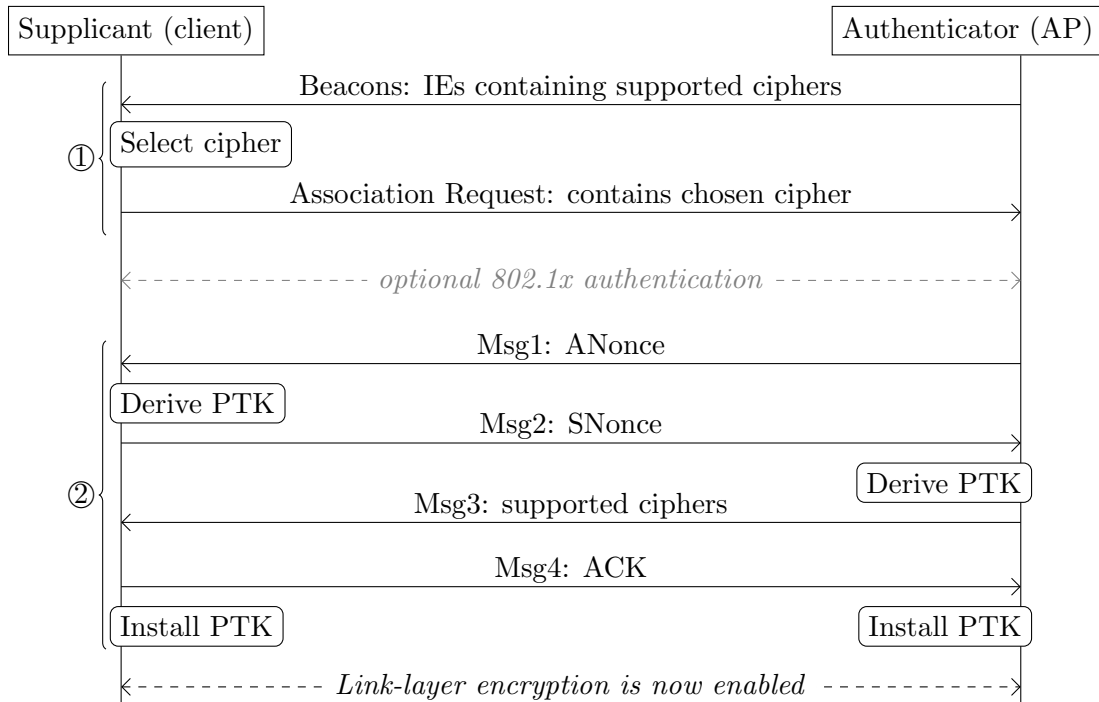 Supplicant (client)
Authenticator (AP)
Beacons: IEs containing supported ciphers
Select cipher
①
Association Request: contains chosen cipher
optional 802.1x authentication
Msg1: ANonce
Derive PTK
Msg2: SNonce
Derive PTK
②
Msg3: supported ciphers
Msg4: ACK
Install PTK
Install PTK
Link-layer encryption is now enabled